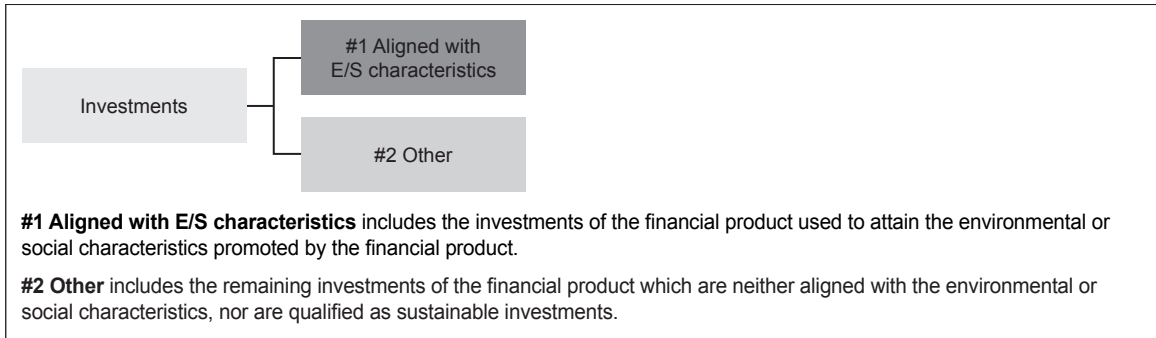 #1 Aligned with
E/S characteristics
Investments
#2 Other
#1 Aligned with E/S characteristics includes the investments of the financial product used to attain the environmental or
social characteristics promoted by the financial product.
#2 Other includes the remaining investments of the financial product which are neither aligned with the environmental or
social characteristics, nor are qualified as sustainable investments.